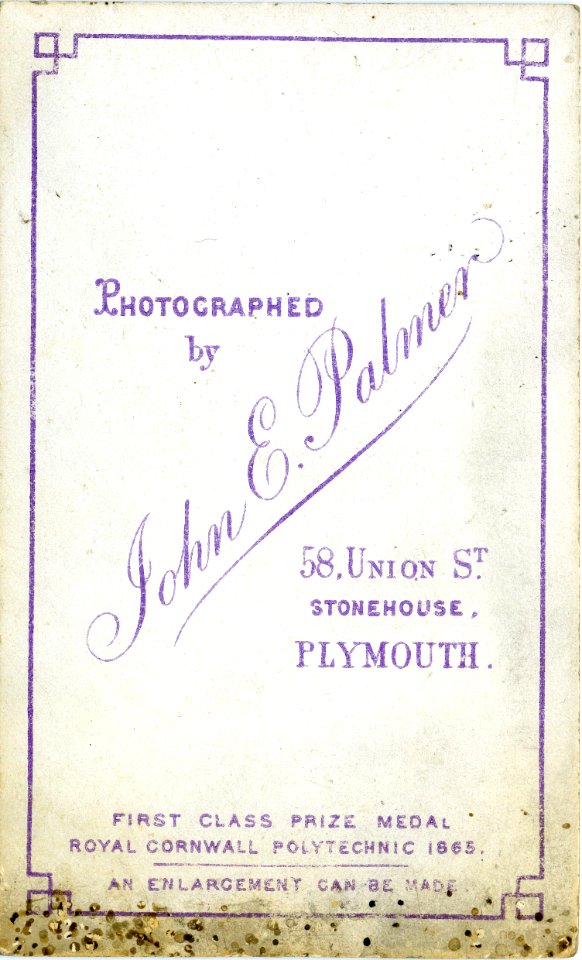 PHOTOGRAPHED
by
John E. Palmer
58, UNION ST.
STONEHOUSE,
PLYMOUTH.
FIRST CLASS PRIZE MEDAL
ROYAL CORNWALL POLYTECHNIC 1865.
AN ENLARGEMENT CAN BE MADE